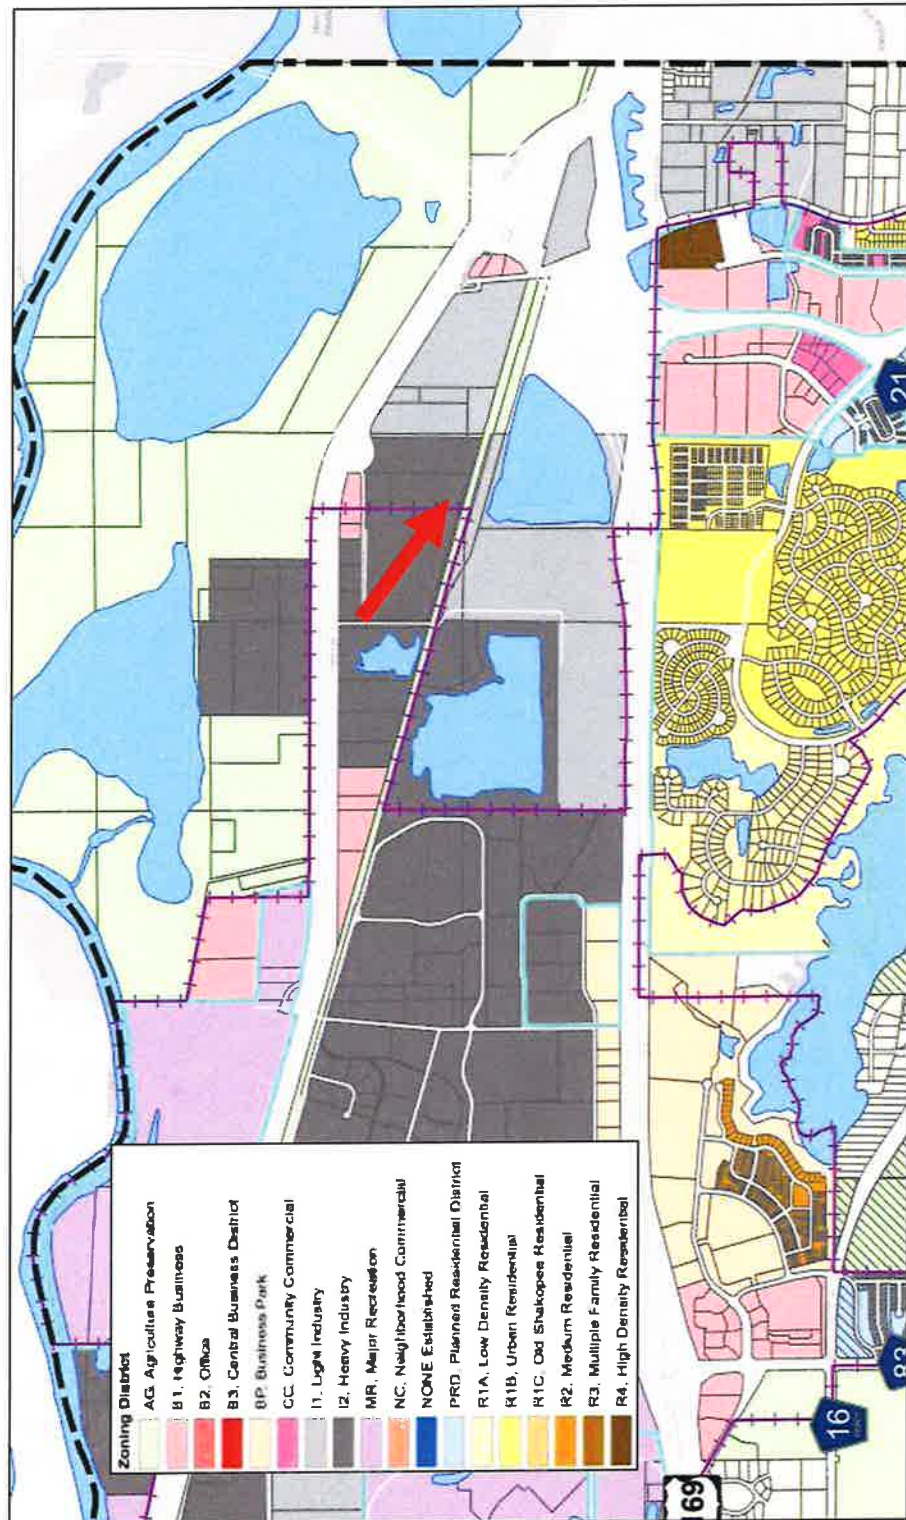 Zoning District
AG, Agriculture Preservation
B1, Highway Business
B2, Office
B3, Central Business District
BP, Business Park
CC, Community Commercial
I1, Light Industry
I2, Heavy Industry
MR, Major Recreation
NC, Neighborhood Commercial
NONE Established
PRD, Planned Residential District
R1A, Low Density Residential
R1B, Urban Residential
R1C, Old Shakopee Residential
R2, Medium Residential
R3, Multiple Family Residential
R4, High Density Residential
169
16
83
21